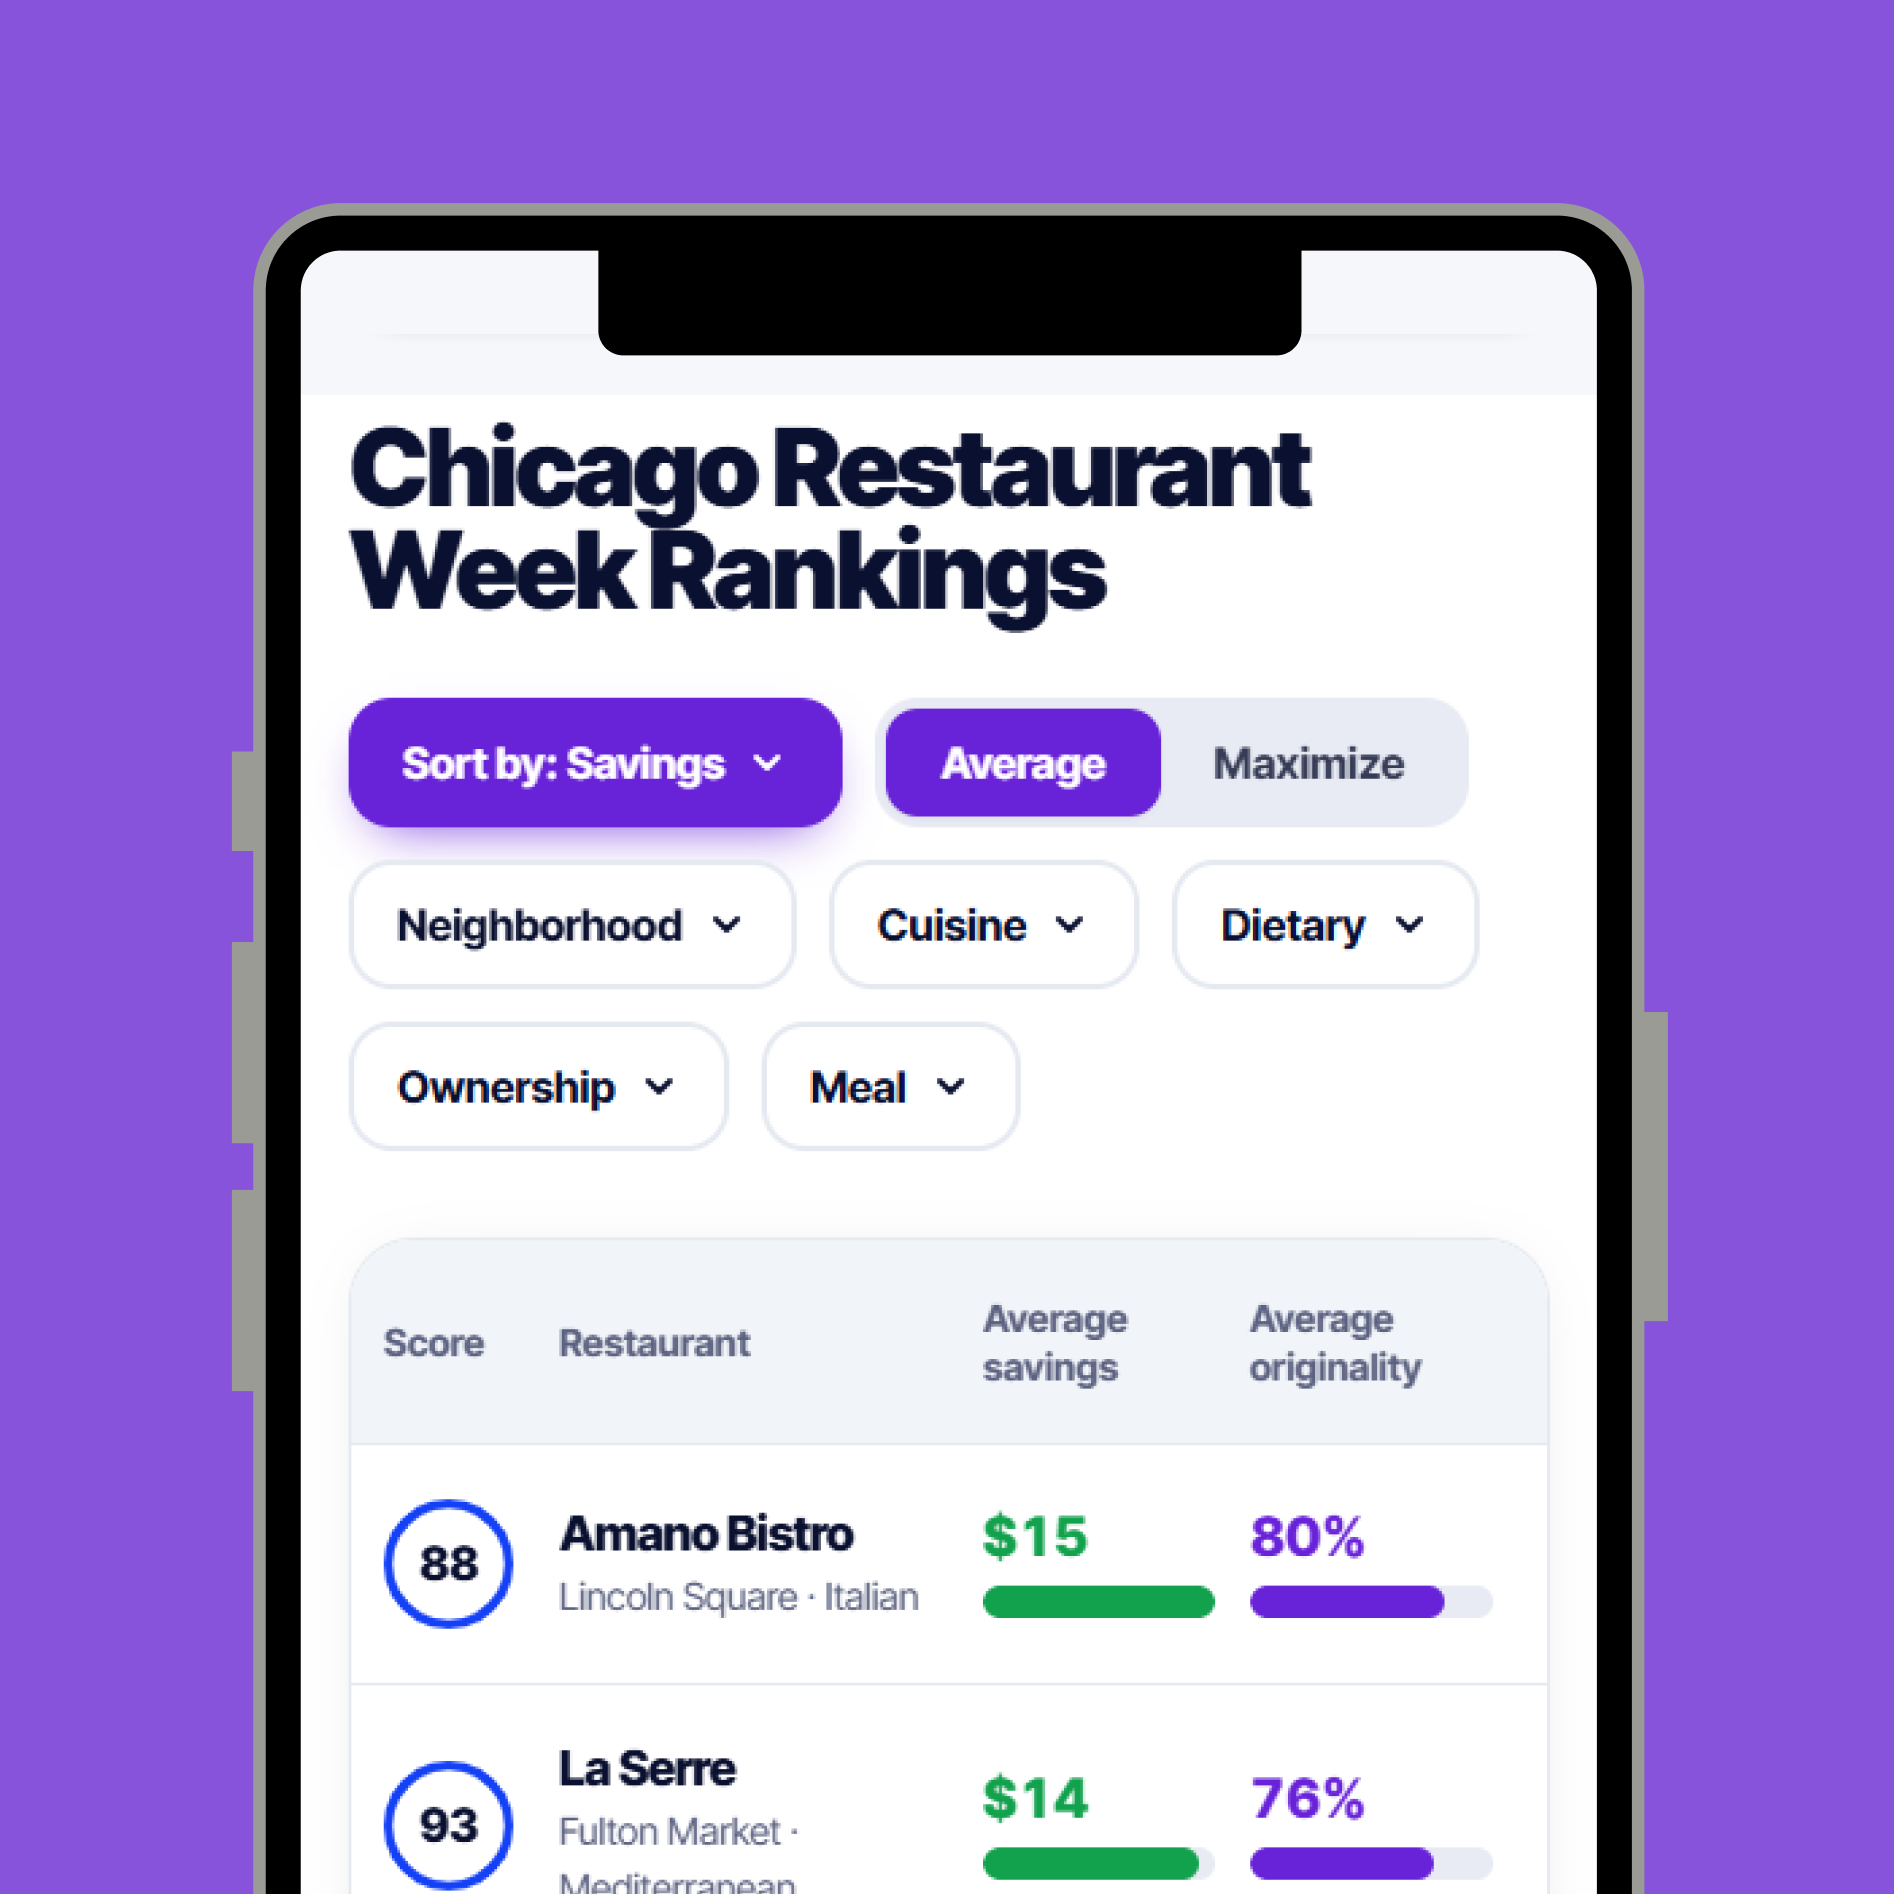 Chicago Restaurant
Week Rankings
Sort by: Savings
Average
Maximize
Neighborhood
Cuisine
Dietary
Ownership
Meal
Score
Restaurant
Average
savings
Average
originality
88
Amano Bistro
Lincoln Square · Italian
$15
80%
93
La Serre
Fulton Market ·
Mediterranean
$14
76%